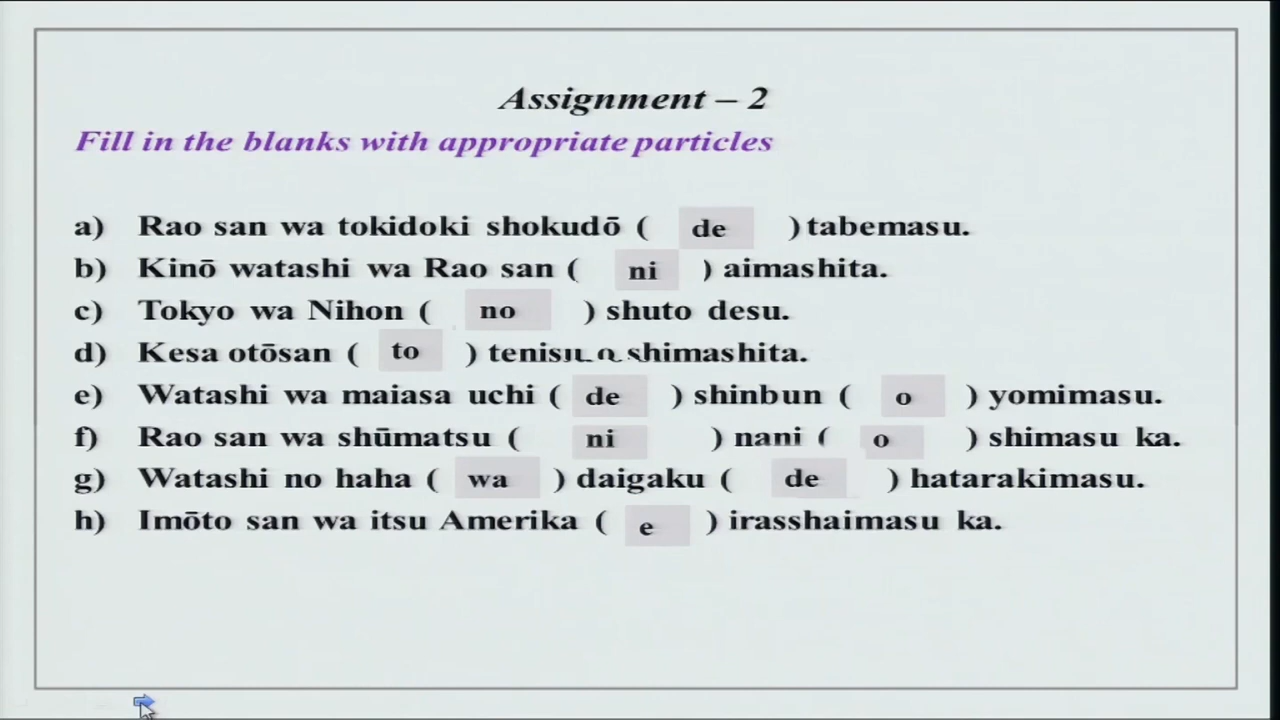 Assignment – 2
Fill in the blanks with appropriate particles
a) Rao san wa tokidoki shokudō ( de ) tabemasu.
b) Kinō watashi wa Rao san ( ni ) aimashita.
c) Tokyo wa Nihon ( no ) shuto desu.
d) Kesa otōsan ( to ) tenisu o shimashita.
e) Watashi wa maiasa uchi ( de ) shinbun ( o ) yomimasu.
f) Rao san wa shūmatsu ( ni ) nani ( o ) shimasu ka.
g) Watashi no haha ( wa ) daigaku ( de ) hatarakimasu.
h) Imōto san wa itsu Amerika ( e ) irasshaimasu ka.